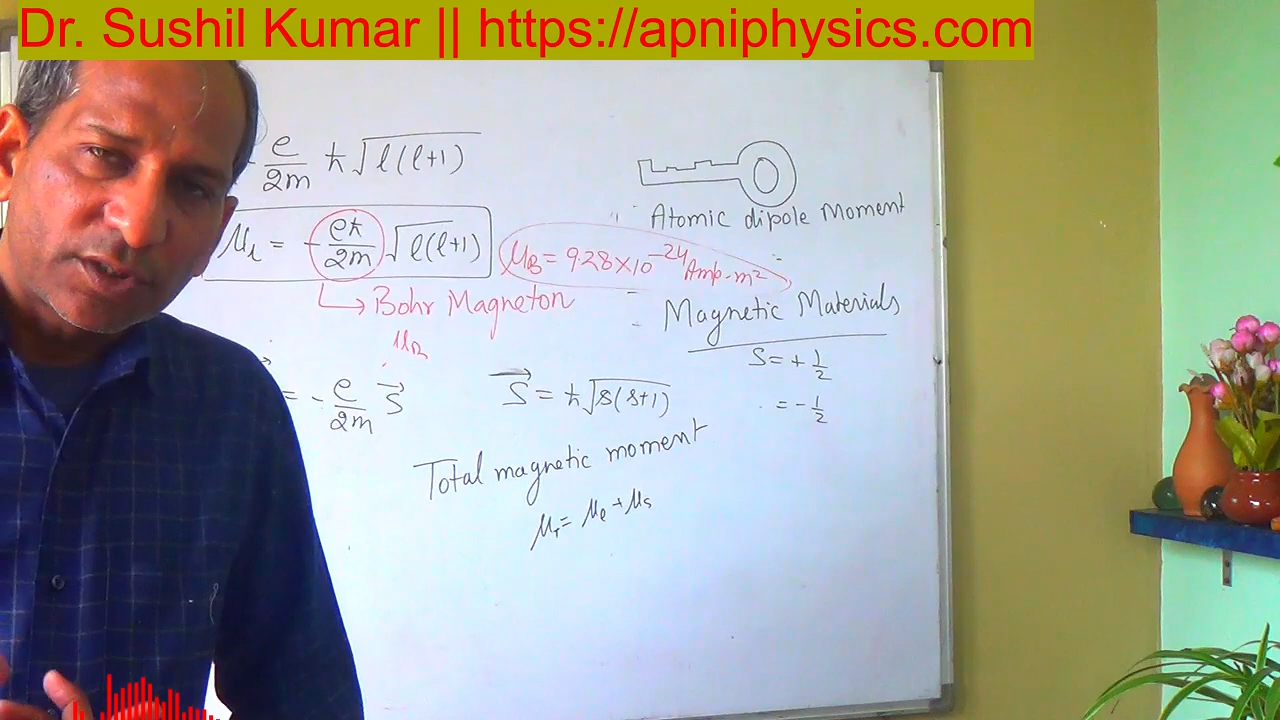 Dr. Sushil Kumar || https://apniphysics.com
e/2m ħ√l(l+1)
μl = -eħ/2m √l(l+1)
μB = 9.28×10^-24 Amp-m²
Bohr Magneton
μB
Atomic dipole Moment
Magnetic Materials
S = +1/2
= -1/2
= -e/2m S⃗
S⃗ = ħ√s(s+1)
Total magnetic moment
μT = μl + μs